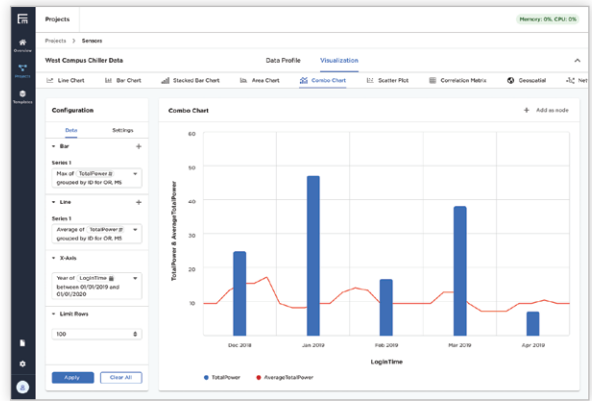 Projects
Memory: 0%, CPU: 0%
Projects > Sensors
Overview
West Campus Chiller Data
Data Profile
Visualization
Projects
Line Chart
Bar Chart
Stacked Bar Chart
Area Chart
Combo Chart
Scatter Plot
Correlation Matrix
Geospatial
Net
Templates
Configuration
Data
Settings
Bar
+
Series 1
Max of TotalPower
grouped by ID for OR, MS
Line
+
Series 1
Average of TotalPower
grouped by ID for OR, MS
X-Axis
Year of LoginTime
between 01/01/2019 and
01/01/2020
Limit Rows
100
Apply
Clear All
Combo Chart
+ Add as node
TotalPower & AverageTotalPower
60
50
40
30
20
10
Dec 2018
Jan 2019
Feb 2019
Mar 2019
Apr 2019
LoginTime
TotalPower
AverageTotalPower